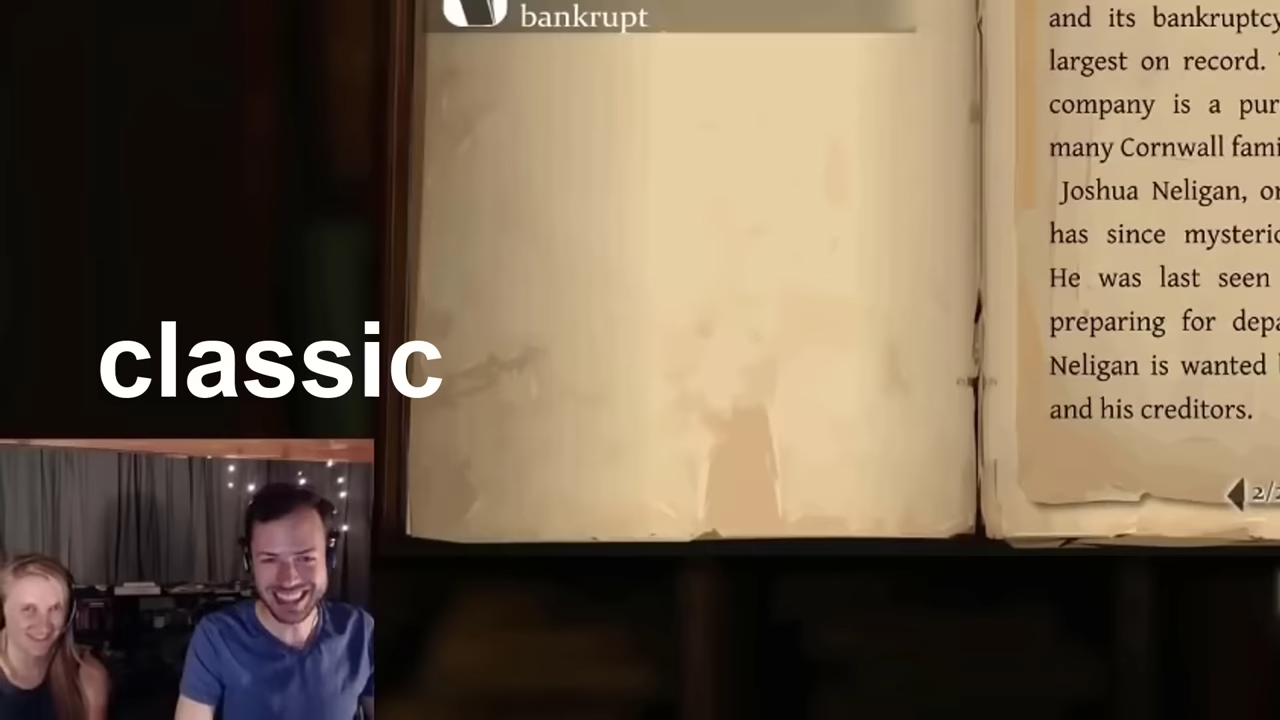 bankrupt
and its bankruptcy
largest on record.
company is a pur
many Cornwall fami
Joshua Neligan, or
has since mysterio
He was last seen
preparing for depa
Neligan is wanted
and his creditors.
2/2
classic